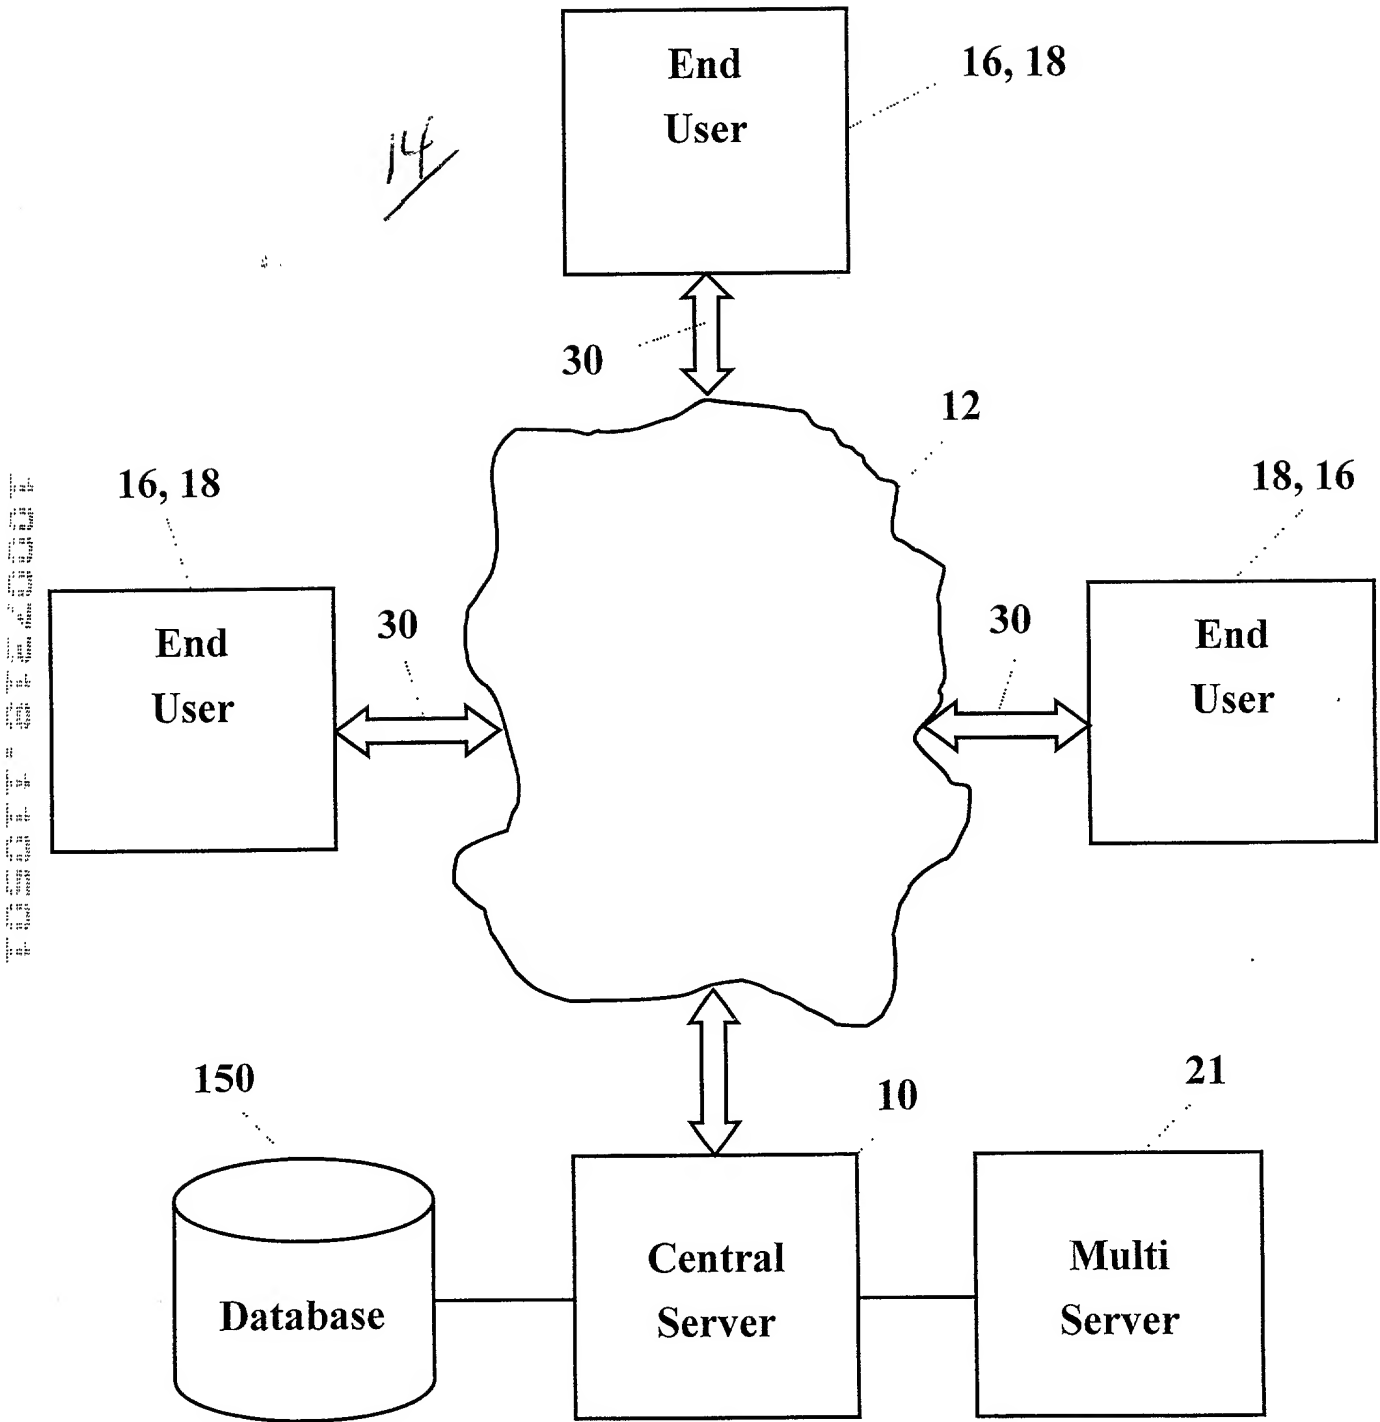 End
User
16, 18
14
30
12
16, 18
18, 16
End
User
30
30
End
User
150
10
21
Database
Central
Server
Multi
Server